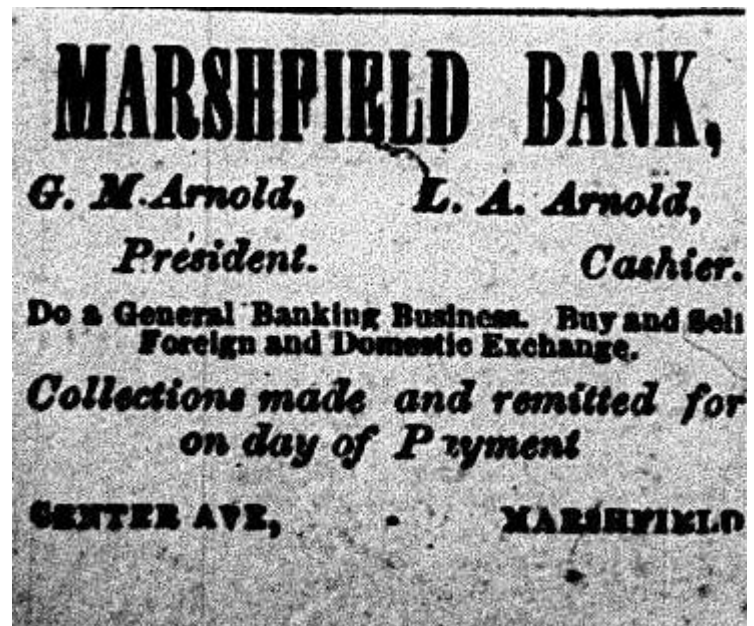 MARSHFIELD BANK,
G. M. Arnold, L. A. Arnold,
President. Cashier.
Do a General Banking Business. Buy and Sell
Foreign and Domestic Exchange.
Collections made and remitted for
on day of Payment
CENTER AVE, - MARSHFIELD